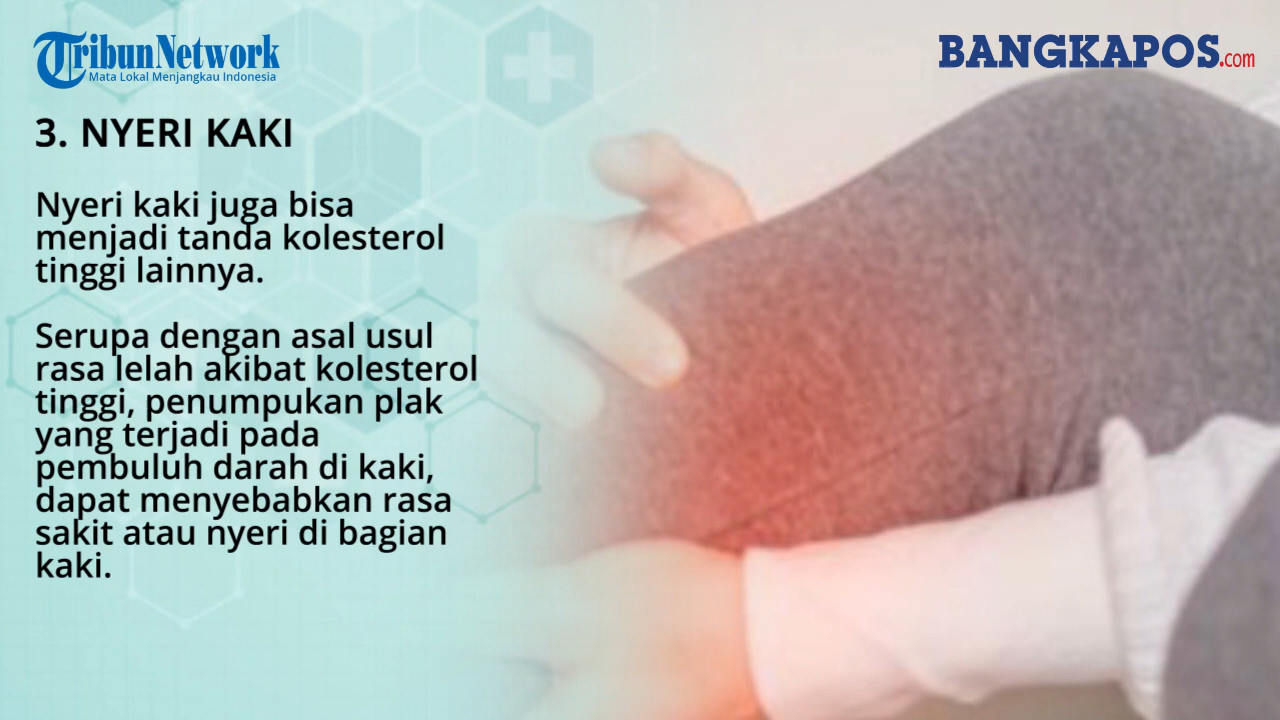 TribunNetwork
Mata Lokal Menjangkau Indonesia
BANGKAPOS.com
3. NYERI KAKI
Nyeri kaki juga bisa
menjadi tanda kolesterol
tinggi lainnya.
Serupa dengan asal usul
rasa lelah akibat kolesterol
tinggi, penumpukan plak
yang terjadi pada
pembuluh darah di kaki,
dapat menyebabkan rasa
sakit atau nyeri di bagian
kaki.